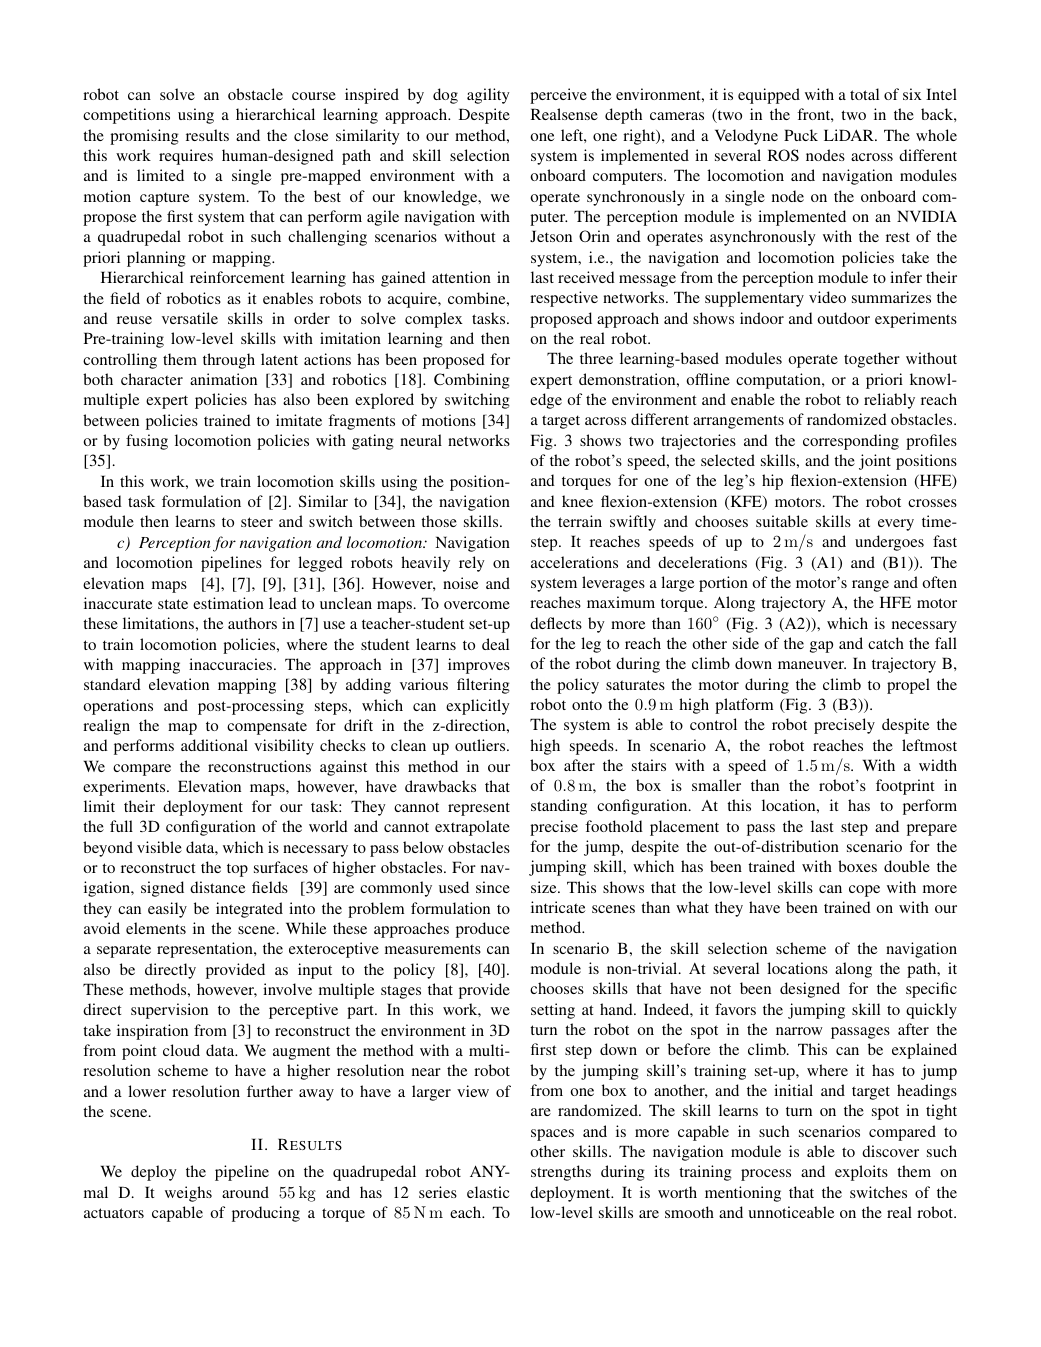 robot can solve an obstacle course inspired by dog agility
competitions using a hierarchical learning approach. Despite
the promising results and the close similarity to our method,
this work requires human-designed path and skill selection
and is limited to a single pre-mapped environment with a
motion capture system. To the best of our knowledge, we
propose the first system that can perform agile navigation with
a quadrupedal robot in such challenging scenarios without a
priori planning or mapping.
Hierarchical reinforcement learning has gained attention in
the field of robotics as it enables robots to acquire, combine,
and reuse versatile skills in order to solve complex tasks.
Pre-training low-level skills with imitation learning and then
controlling them through latent actions has been proposed for
both character animation [33] and robotics [18]. Combining
multiple expert policies has also been explored by switching
between policies trained to imitate fragments of motions [34]
or by fusing locomotion policies with gating neural networks
[35].
In this work, we train locomotion skills using the position-
based task formulation of [2]. Similar to [34], the navigation
module then learns to steer and switch between those skills.
c) Perception for navigation and locomotion: Navigation
and locomotion pipelines for legged robots heavily rely on
elevation maps [4], [7], [9], [31], [36]. However, noise and
inaccurate state estimation lead to unclean maps. To overcome
these limitations, the authors in [7] use a teacher-student set-up
to train locomotion policies, where the student learns to deal
with mapping inaccuracies. The approach in [37] improves
standard elevation mapping [38] by adding various filtering
operations and post-processing steps, which can explicitly
realign the map to compensate for drift in the z-direction,
and performs additional visibility checks to clean up outliers.
We compare the reconstructions against this method in our
experiments. Elevation maps, however, have drawbacks that
limit their deployment for our task: They cannot represent
the full 3D configuration of the world and cannot extrapolate
beyond visible data, which is necessary to pass below obstacles
or to reconstruct the top surfaces of higher obstacles. For nav-
igation, signed distance fields [39] are commonly used since
they can easily be integrated into the problem formulation to
avoid elements in the scene. While these approaches produce
a separate representation, the exteroceptive measurements can
also be directly provided as input to the policy [8], [40].
These methods, however, involve multiple stages that provide
direct supervision to the perceptive part. In this work, we
take inspiration from [3] to reconstruct the environment in 3D
from point cloud data. We augment the method with a multi-
resolution scheme to have a higher resolution near the robot
and a lower resolution further away to have a larger view of
the scene.
II. RESULTS
We deploy the pipeline on the quadrupedal robot ANY-
mal D. It weighs around 55 kg and has 12 series elastic
actuators capable of producing a torque of 85 N m each. To
perceive the environment, it is equipped with a total of six Intel
Realsense depth cameras (two in the front, two in the back,
one left, one right), and a Velodyne Puck LiDAR. The whole
system is implemented in several ROS nodes across different
onboard computers. The locomotion and navigation modules
operate synchronously in a single node on the onboard com-
puter. The perception module is implemented on an NVIDIA
Jetson Orin and operates asynchronously with the rest of the
system, i.e., the navigation and locomotion policies take the
last received message from the perception module to infer their
respective networks. The supplementary video summarizes the
proposed approach and shows indoor and outdoor experiments
on the real robot.
The three learning-based modules operate together without
expert demonstration, offline computation, or a priori knowl-
edge of the environment and enable the robot to reliably reach
a target across different arrangements of randomized obstacles.
Fig. 3 shows two trajectories and the corresponding profiles
of the robot's speed, the selected skills, and the joint positions
and torques for one of the leg's hip flexion-extension (HFE)
and knee flexion-extension (KFE) motors. The robot crosses
the terrain swiftly and chooses suitable skills at every time-
step. It reaches speeds of up to 2 m/s and undergoes fast
accelerations and decelerations (Fig. 3 (A1) and (B1)). The
system leverages a large portion of the motor's range and often
reaches maximum torque. Along trajectory A, the HFE motor
deflects by more than 160° (Fig. 3 (A2)), which is necessary
for the leg to reach the other side of the gap and catch the fall
of the robot during the climb down maneuver. In trajectory B,
the policy saturates the motor during the climb to propel the
robot onto the 0.9 m high platform (Fig. 3 (B3)).
The system is able to control the robot precisely despite the
high speeds. In scenario A, the robot reaches the leftmost
box after the stairs with a speed of 1.5 m/s. With a width
of 0.8 m, the box is smaller than the robot's footprint in
standing configuration. At this location, it has to perform
precise foothold placement to pass the last step and prepare
for the jump, despite the out-of-distribution scenario for the
jumping skill, which has been trained with boxes double the
size. This shows that the low-level skills can cope with more
intricate scenes than what they have been trained on with our
method.
In scenario B, the skill selection scheme of the navigation
module is non-trivial. At several locations along the path, it
chooses skills that have not been designed for the specific
setting at hand. Indeed, it favors the jumping skill to quickly
turn the robot on the spot in the narrow passages after the
first step down or before the climb. This can be explained
by the jumping skill's training set-up, where it has to jump
from one box to another, and the initial and target headings
are randomized. The skill learns to turn on the spot in tight
spaces and is more capable in such scenarios compared to
other skills. The navigation module is able to discover such
strengths during its training process and exploits them on
deployment. It is worth mentioning that the switches of the
low-level skills are smooth and unnoticeable on the real robot.